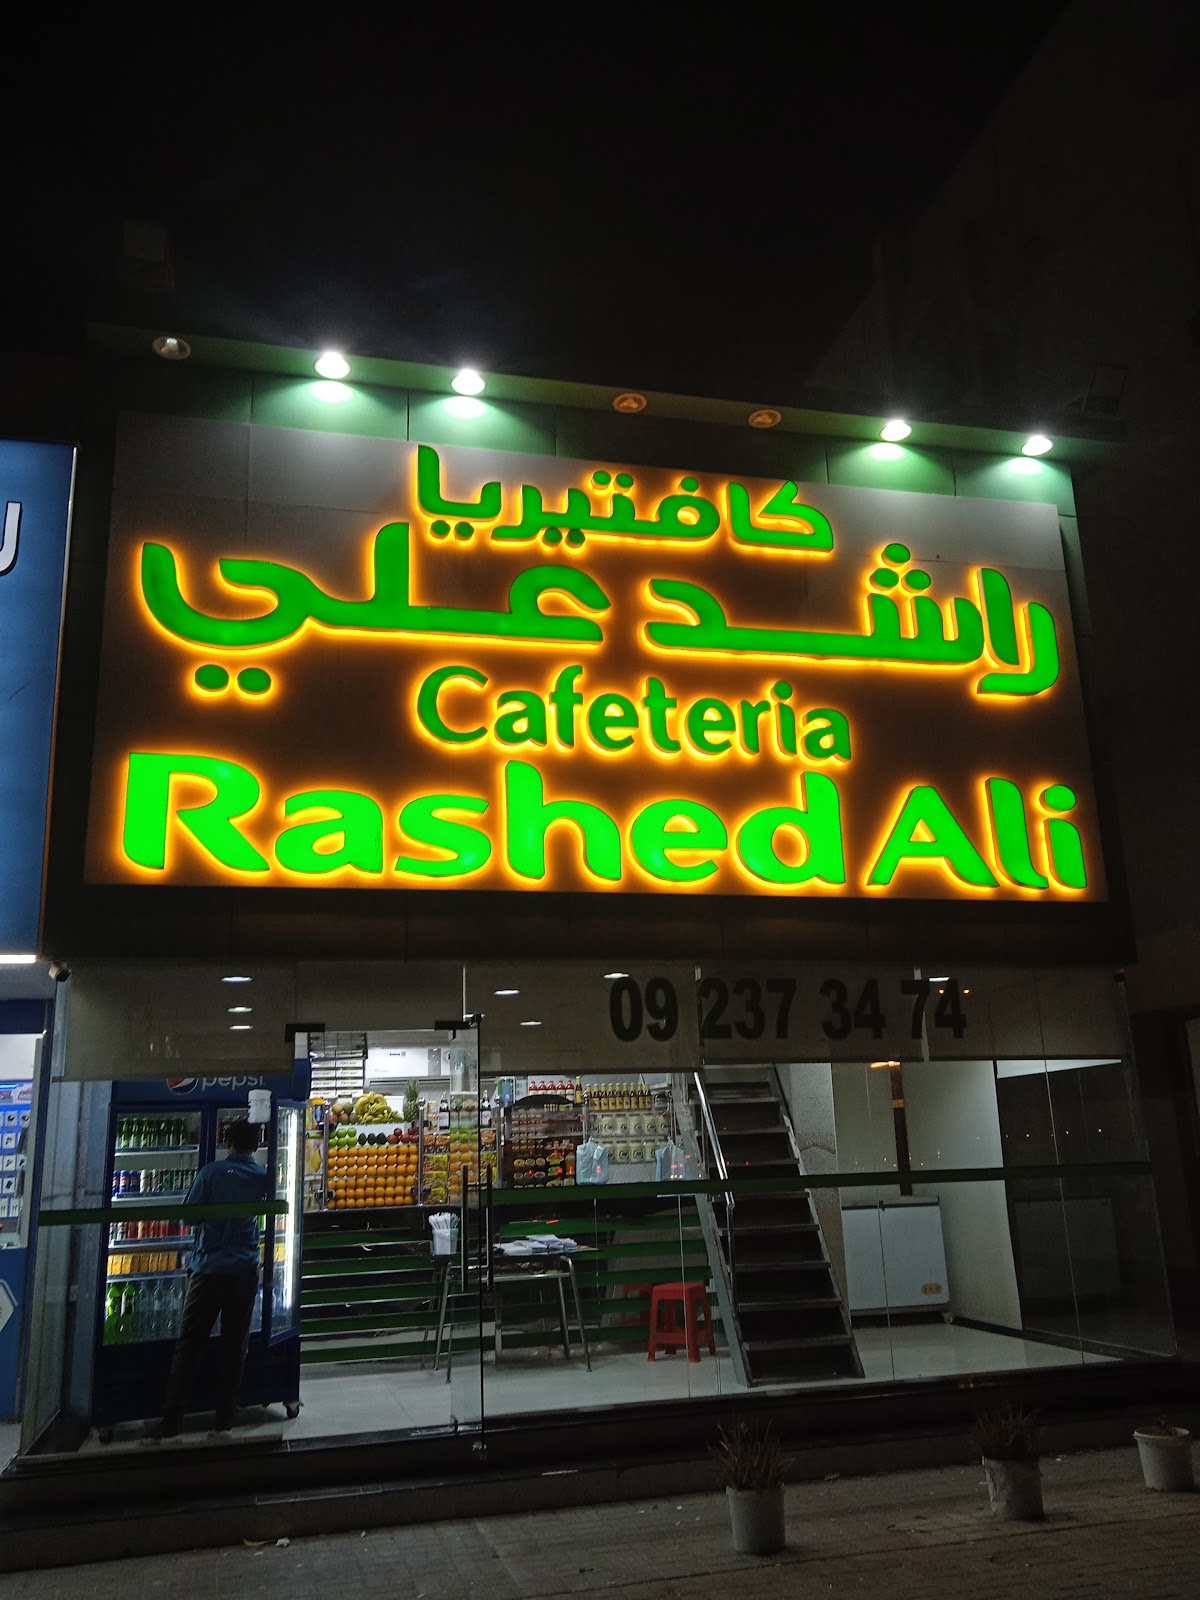 كافتيريا
راشد علي
Cafeteria
Rashed Ali
09 237 34 74
pepsi